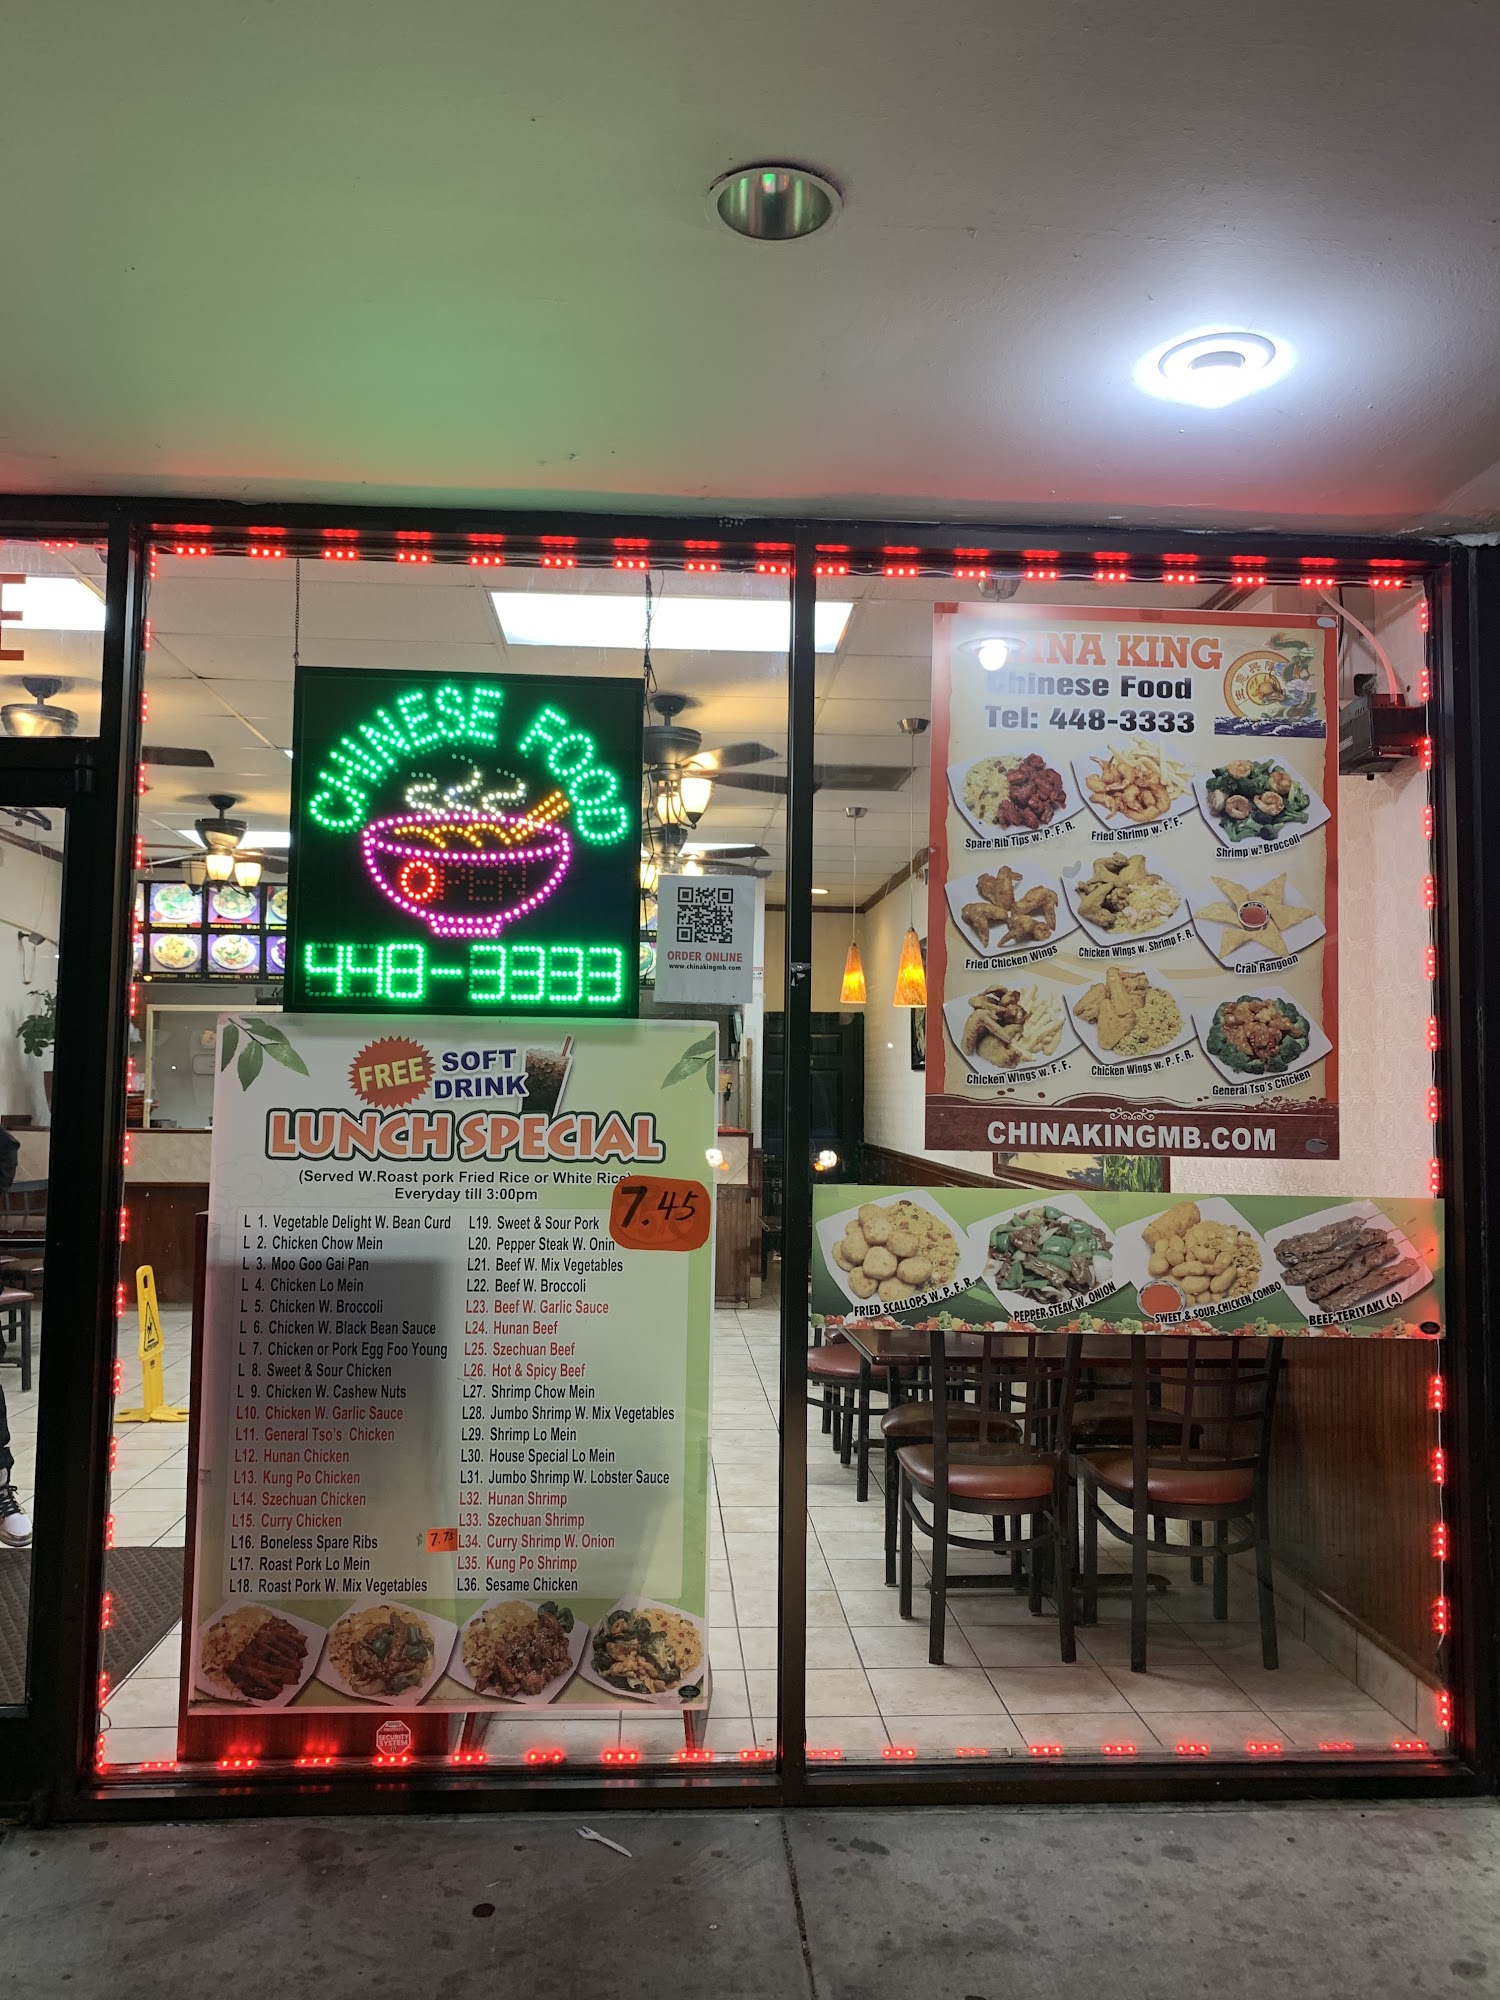 CHINESE FOOD
OPEN
448-3333
ORDER ONLINE
www.chinakingmb.com
FREE SOFT DRINK
LUNCH SPECIAL
(Served W.Roast pork Fried Rice or White Rice)
Everyday till 3:00pm
7.45
L 1. Vegetable Delight W. Bean Curd
L 2. Chicken Chow Mein
L 3. Moo Goo Gai Pan
L 4. Chicken Lo Mein
L 5. Chicken W. Broccoli
L 6. Chicken W. Black Bean Sauce
L 7. Chicken or Pork Egg Foo Young
L 8. Sweet & Sour Chicken
L 9. Chicken W. Cashew Nuts
L10. Chicken W. Garlic Sauce
L11. General Tso's Chicken
L12. Hunan Chicken
L13. Kung Po Chicken
L14. Szechuan Chicken
L15. Curry Chicken
L16. Boneless Spare Ribs $ 7.75
L17. Roast Pork Lo Mein
L18. Roast Pork W. Mix Vegetables
L19. Sweet & Sour Pork
L20. Pepper Steak W. Onin
L21. Beef W. Mix Vegetables
L22. Beef W. Broccoli
L23. Beef W. Garlic Sauce
L24. Hunan Beef
L25. Szechuan Beef
L26. Hot & Spicy Beef
L27. Shrimp Chow Mein
L28. Jumbo Shrimp W. Mix Vegetables
L29. Shrimp Lo Mein
L30. House Special Lo Mein
L31. Jumbo Shrimp W. Lobster Sauce
L32. Hunan Shrimp
L33. Szechuan Shrimp
L34. Curry Shrimp W. Onion
L35. Kung Po Shrimp
L36. Sesame Chicken
SECURITY
SYSTEM
CHINA KING
Chinese Food
Tel: 448-3333
Spare Rib Tips w. P. F. R.
Fried Shrimp w. F. F.
Shrimp w. Broccoli
Fried Chicken Wings
Chicken Wings w. Shrimp F. R.
Crab Rangoon
Chicken Wings w. F. F.
Chicken Wings w. P. F. R.
General Tso's Chicken
CHINAKINGMB.COM
FRIED SCALLOPS W. P. F. R.
PEPPER STEAK W. ONION
SWEET & SOUR CHICKEN COMBO
BEEF TERIYAKI (4)